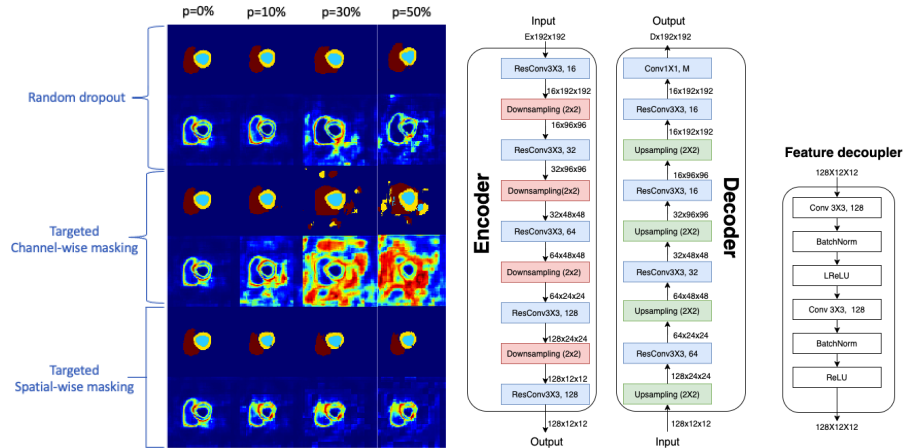 p=0% p=10% p=30% p=50%
Random dropout
Targeted
Channel-wise masking
Targeted
Spatial-wise masking
Input
Ex192x192
Encoder
ResConv3X3, 16
16x192x192
Downsampling (2x2)
16x96x96
ResConv3X3, 32
32x96x96
Downsampling(2x2)
32x48x48
ResConv3X3, 64
64x48x48
Downsampling (2x2)
64x24x24
ResConv3X3, 128
128x24x24
Downsampling (2x2)
128x12x12
ResConv3X3, 128
128x12x12
Output
Output
Dx192x192
Decoder
Conv1X1, M
16x192x192
ResConv3X3, 16
16x192x192
Upsampling (2X2)
16x96x96
ResConv3X3, 16
32x96x96
Upsampling (2X2)
32x48x48
ResConv3X3, 32
64x48x48
Upsampling (2X2)
64x24x24
ResConv3X3, 64
128x24x24
Upsampling (2X2)
128x12x12
Input
Feature decoupler
128X12X12
Conv 3X3, 128
BatchNorm
LReLU
Conv 3X3, 128
BatchNorm
ReLU
128X12X12